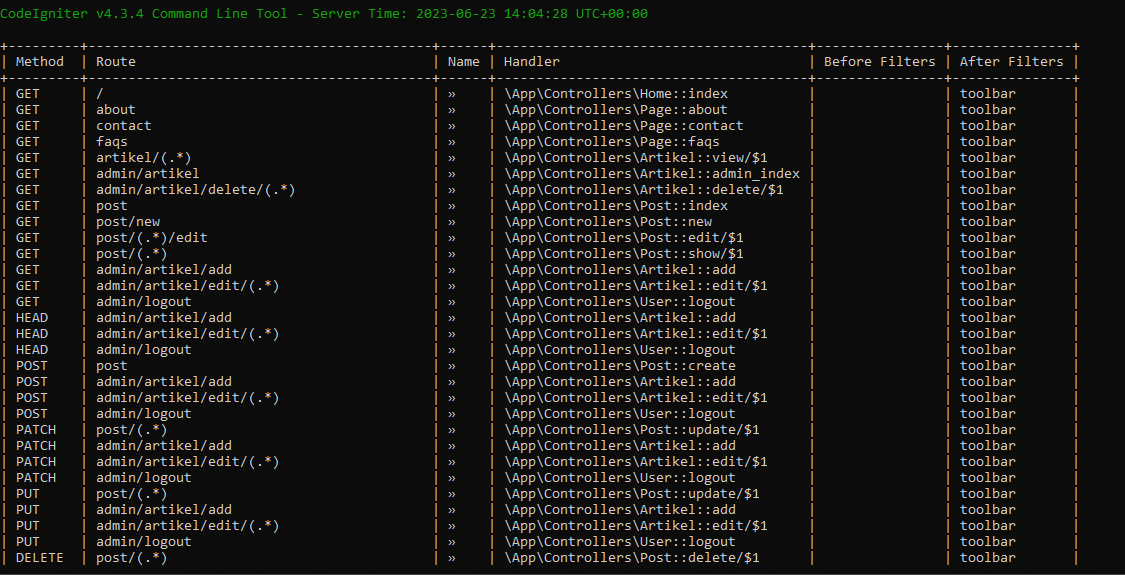 CodeIgniter v4.3.4 Command Line Tool - Server Time: 2023-06-23 14:04:28 UTC+00:00
+---------+-------------------------------------------+------+----------------------------------------+----------------+---------------+
| Method  | Route                                     | Name | Handler                                | Before Filters | After Filters |
+---------+-------------------------------------------+------+----------------------------------------+----------------+---------------+
| GET     | /                                         | »    | \App\Controllers\Home::index           |                | toolbar       |
| GET     | about                                     | »    | \App\Controllers\Page::about           |                | toolbar       |
| GET     | contact                                   | »    | \App\Controllers\Page::contact         |                | toolbar       |
| GET     | faqs                                      | »    | \App\Controllers\Page::faqs            |                | toolbar       |
| GET     | artikel/(.*)                              | »    | \App\Controllers\Artikel::view/$1      |                | toolbar       |
| GET     | admin/artikel                             | »    | \App\Controllers\Artikel::admin_index  |                | toolbar       |
| GET     | admin/artikel/delete/(.*)                 | »    | \App\Controllers\Artikel::delete/$1    |                | toolbar       |
| GET     | post                                      | »    | \App\Controllers\Post::index           |                | toolbar       |
| GET     | post/new                                  | »    | \App\Controllers\Post::new             |                | toolbar       |
| GET     | post/(.*)/edit                            | »    | \App\Controllers\Post::edit/$1         |                | toolbar       |
| GET     | post/(.*)                                 | »    | \App\Controllers\Post::show/$1         |                | toolbar       |
| GET     | admin/artikel/add                         | »    | \App\Controllers\Artikel::add          |                | toolbar       |
| GET     | admin/artikel/edit/(.*)                   | »    | \App\Controllers\Artikel::edit/$1      |                | toolbar       |
| GET     | admin/logout                              | »    | \App\Controllers\User::logout          |                | toolbar       |
| HEAD    | admin/artikel/add                         | »    | \App\Controllers\Artikel::add          |                | toolbar       |
| HEAD    | admin/artikel/edit/(.*)                   | »    | \App\Controllers\Artikel::edit/$1      |                | toolbar       |
| HEAD    | admin/logout                              | »    | \App\Controllers\User::logout          |                | toolbar       |
| POST    | post                                      | »    | \App\Controllers\Post::create          |                | toolbar       |
| POST    | admin/artikel/add                         | »    | \App\Controllers\Artikel::add          |                | toolbar       |
| POST    | admin/artikel/edit/(.*)                   | »    | \App\Controllers\Artikel::edit/$1      |                | toolbar       |
| POST    | admin/logout                              | »    | \App\Controllers\User::logout          |                | toolbar       |
| PATCH   | post/(.*)                                 | »    | \App\Controllers\Post::update/$1       |                | toolbar       |
| PATCH   | admin/artikel/add                         | »    | \App\Controllers\Artikel::add          |                | toolbar       |
| PATCH   | admin/artikel/edit/(.*)                   | »    | \App\Controllers\Artikel::edit/$1      |                | toolbar       |
| PATCH   | admin/logout                              | »    | \App\Controllers\User::logout          |                | toolbar       |
| PUT     | post/(.*)                                 | »    | \App\Controllers\Post::update/$1       |                | toolbar       |
| PUT     | admin/artikel/add                         | »    | \App\Controllers\Artikel::add          |                | toolbar       |
| PUT     | admin/artikel/edit/(.*)                   | »    | \App\Controllers\Artikel::edit/$1      |                | toolbar       |
| PUT     | admin/logout                              | »    | \App\Controllers\User::logout          |                | toolbar       |
| DELETE  | post/(.*)                                 | »    | \App\Controllers\Post::delete/$1       |                | toolbar       |